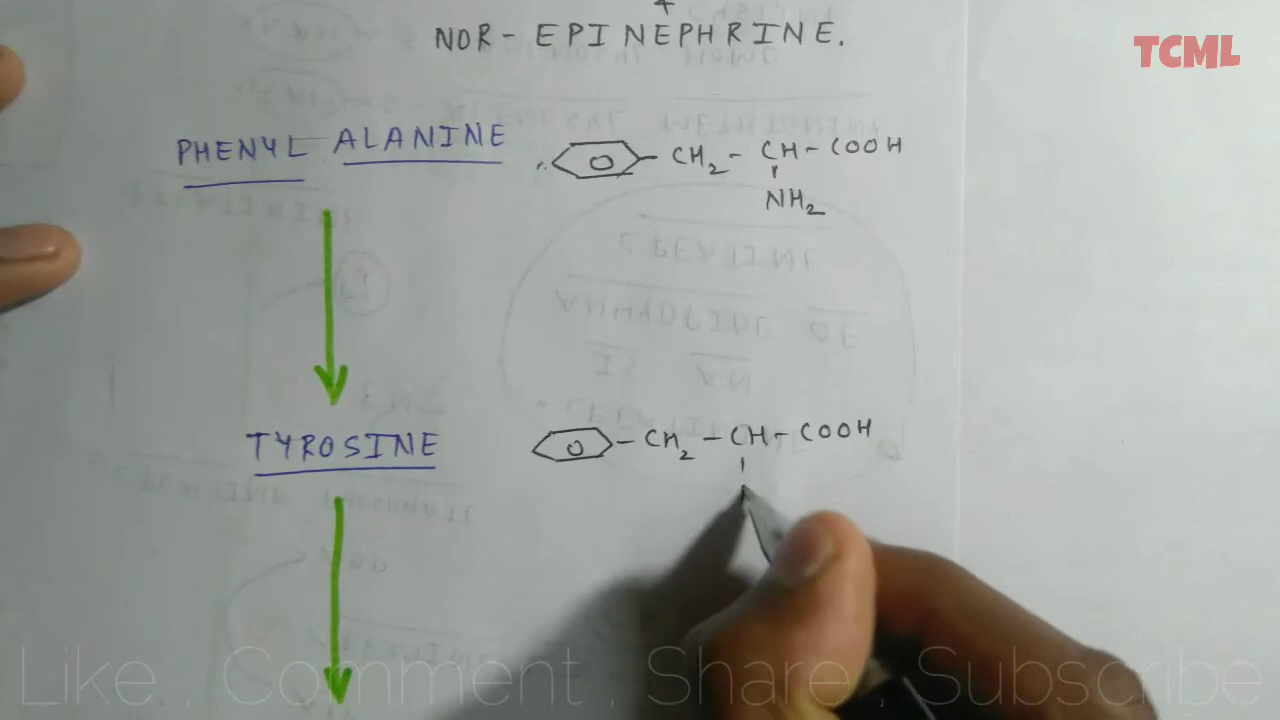 NOR- EPINEPHRINE.
TCML
PHENYL ALANINE
CH2 - CH - COOH
NH2
TYROSINE
- CH2 - CH - COOH
Like , Comment , Share , Subscribe